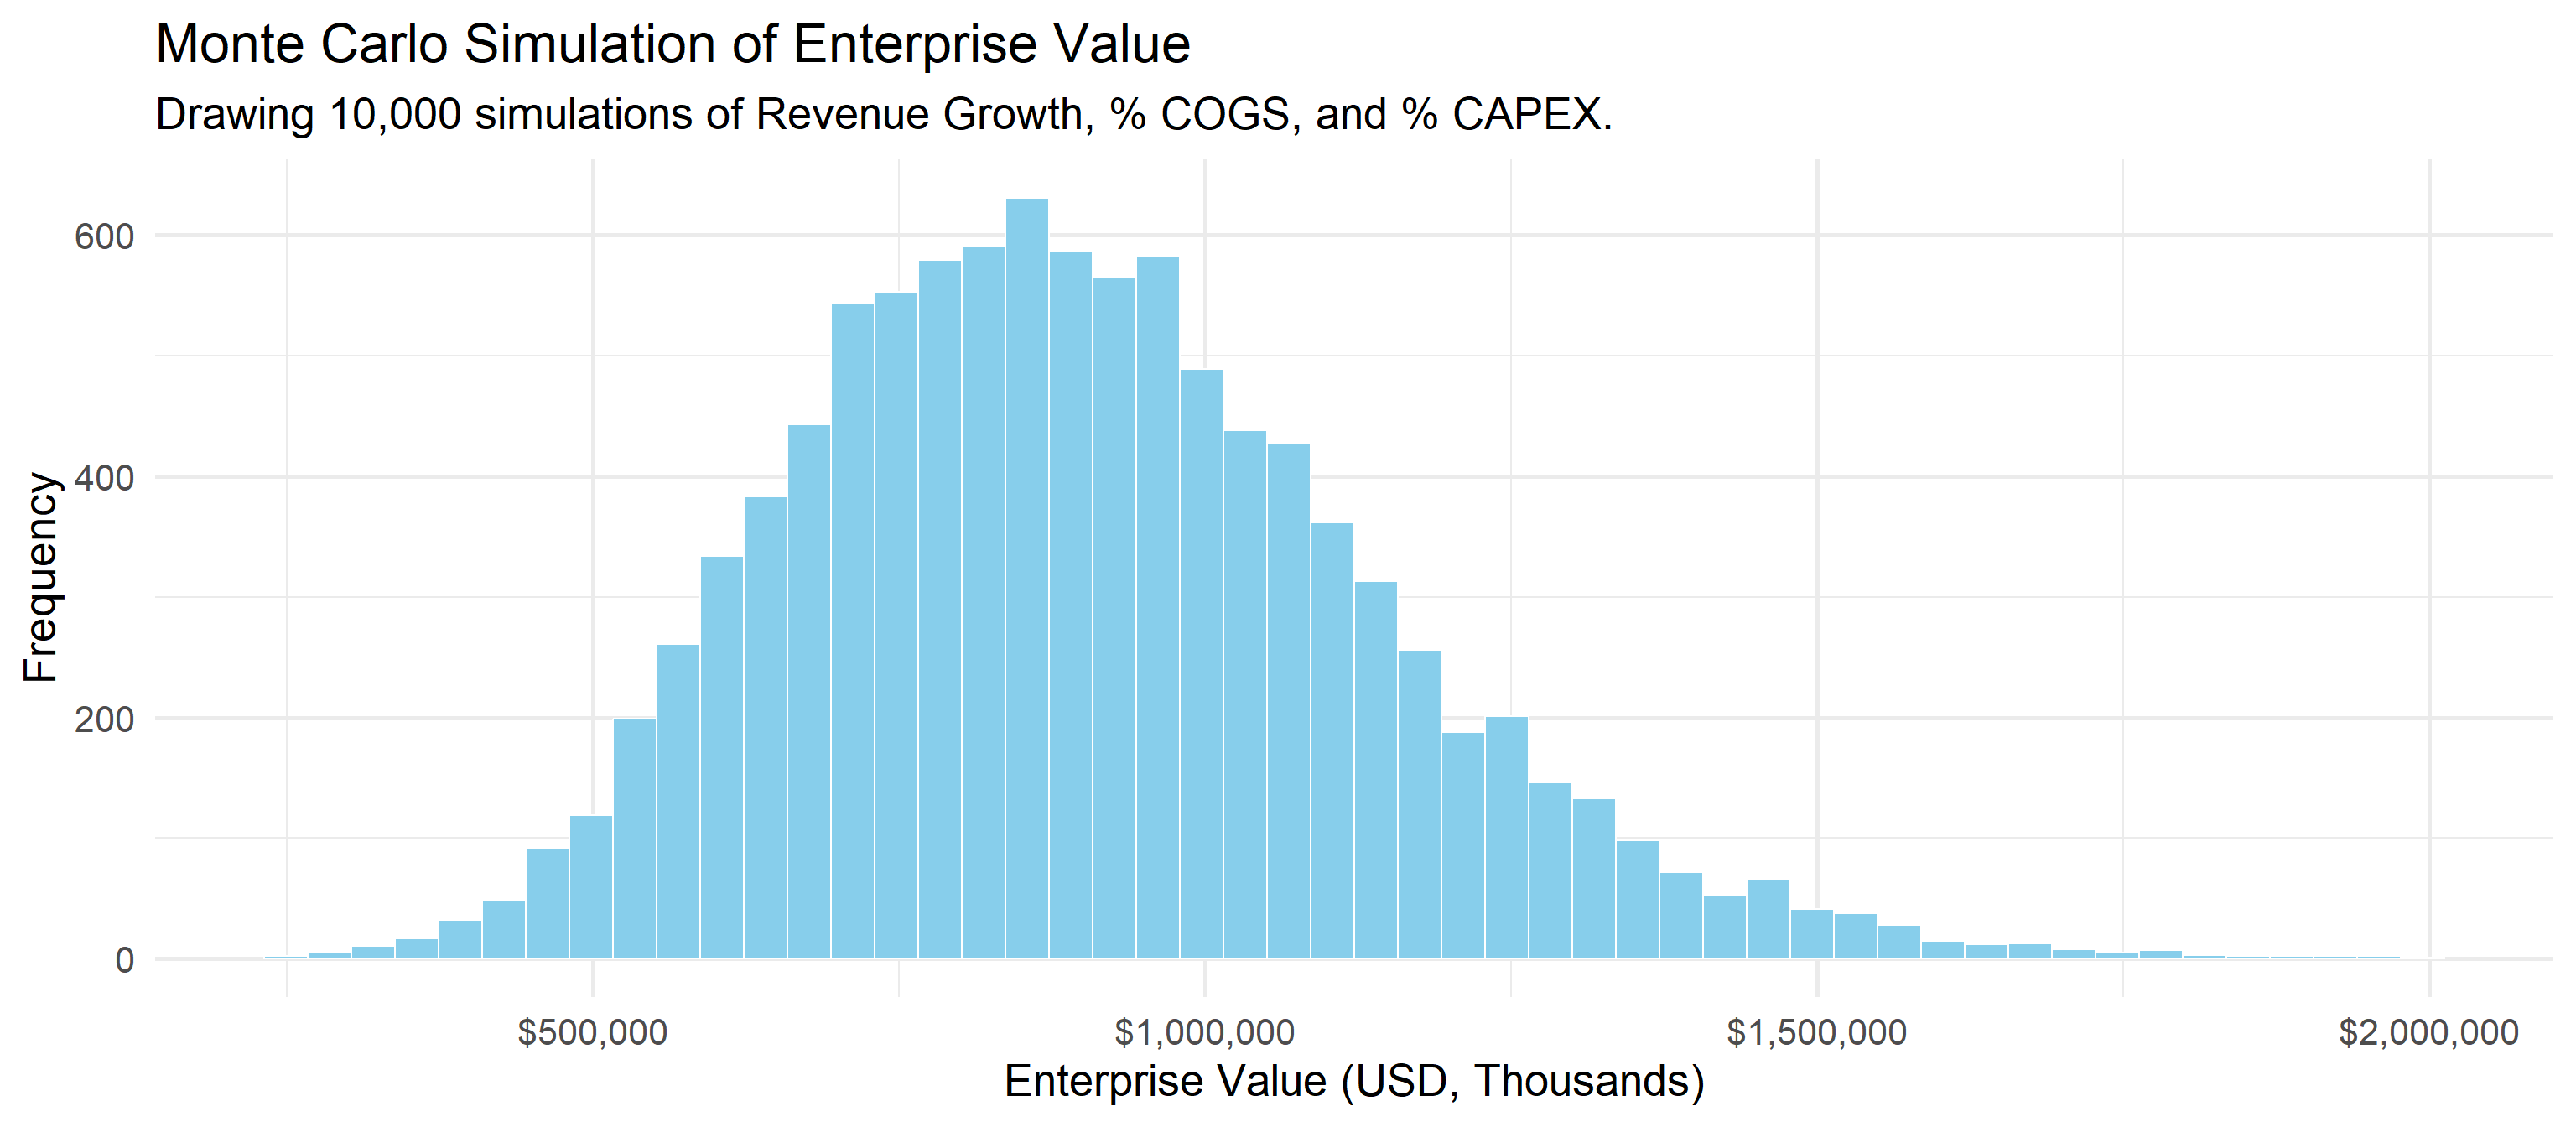 Monte Carlo Simulation of Enterprise Value
Drawing 10,000 simulations of Revenue Growth, % COGS, and % CAPEX.
Frequency
600
400
200
0
$500,000
$1,000,000
$1,500,000
$2,000,000
Enterprise Value (USD, Thousands)